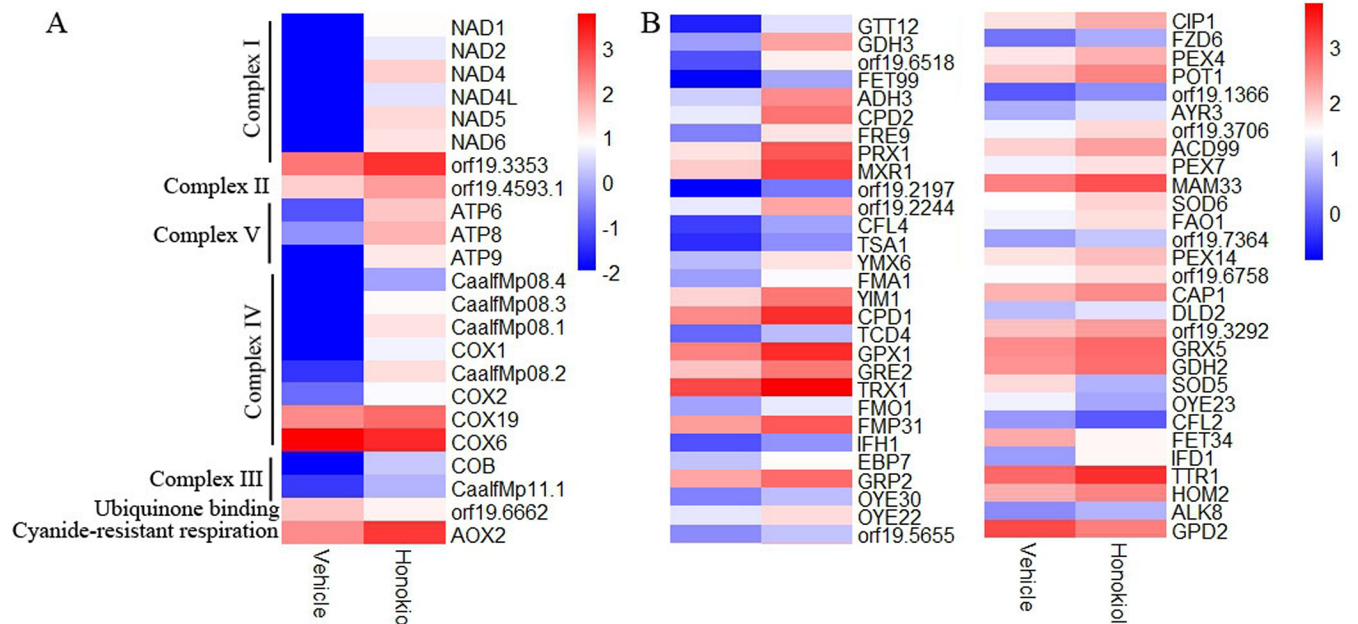 A
Complex I
Complex II
Complex V
Complex IV
Complex III
Ubiquinone binding
Cyanide-resistant respiration
NAD1
NAD2
NAD4
NAD4L
NAD5
NAD6
orf19.3353
orf19.4593.1
ATP6
ATP8
ATP9
CaalfMp08.4
CaalfMp08.3
CaalfMp08.1
COX1
CaalfMp08.2
COX2
COX19
COX6
COB
CaalfMp11.1
orf19.6662
AOX2
Vehicle
Honokiol
3
2
1
0
-1
-2
B
GTT12
GDH3
orf19.6518
FET99
ADH3
CPD2
FRE9
PRX1
MXR1
orf19.2197
orf19.2244
CFL4
TSA1
YMX6
FMA1
YIM1
CPD1
TCD4
GPX1
GRE2
TRX1
FMO1
FMP31
IFH1
EBP7
GRP2
OYE30
OYE22
orf19.5655
CIP1
FZD6
PEX4
POT1
orf19.1366
AYR3
orf19.3706
ACD99
PEX7
MAM33
SOD6
FAO1
orf19.7364
PEX14
orf19.6758
CAP1
DLD2
orf19.3292
GRX5
GDH2
SOD5
OYE23
CFL2
FET34
IFD1
TTR1
HOM2
ALK8
GPD2
Vehicle
Honokiol
3
2
1
0